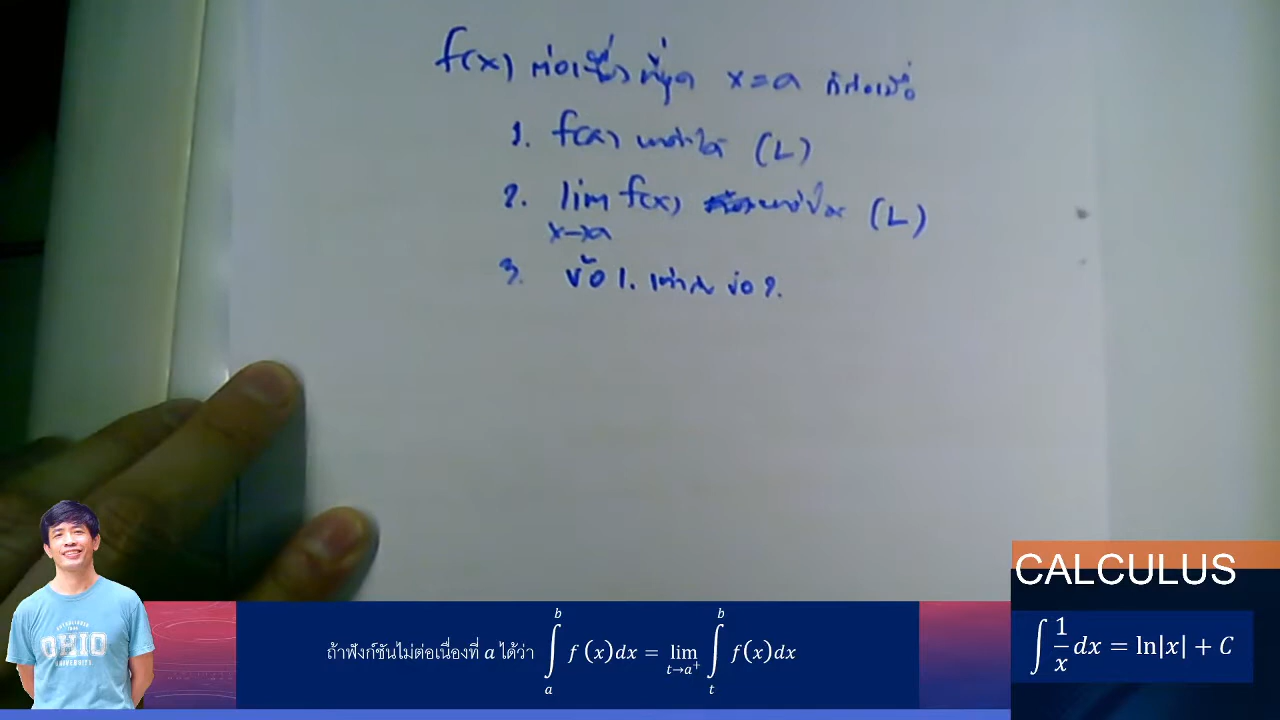 f(x) ต่อเนื่องที่จุด x=a ก็ต่อเมื่อ
1. f(a) หาค่าได้ (L)
2. lim f(x) หาค่าได้ (L)
x→a
3. ข้อ 1. เท่ากับ ข้อ 2.
OHIO
ถ้าฟังก์ชันไม่ต่อเนื่องที่ a ได้ว่า ∫_a^b f(x)dx = lim_{t→a⁺} ∫_t^b f(x)dx
CALCULUS
∫ 1/x dx = ln|x| + C